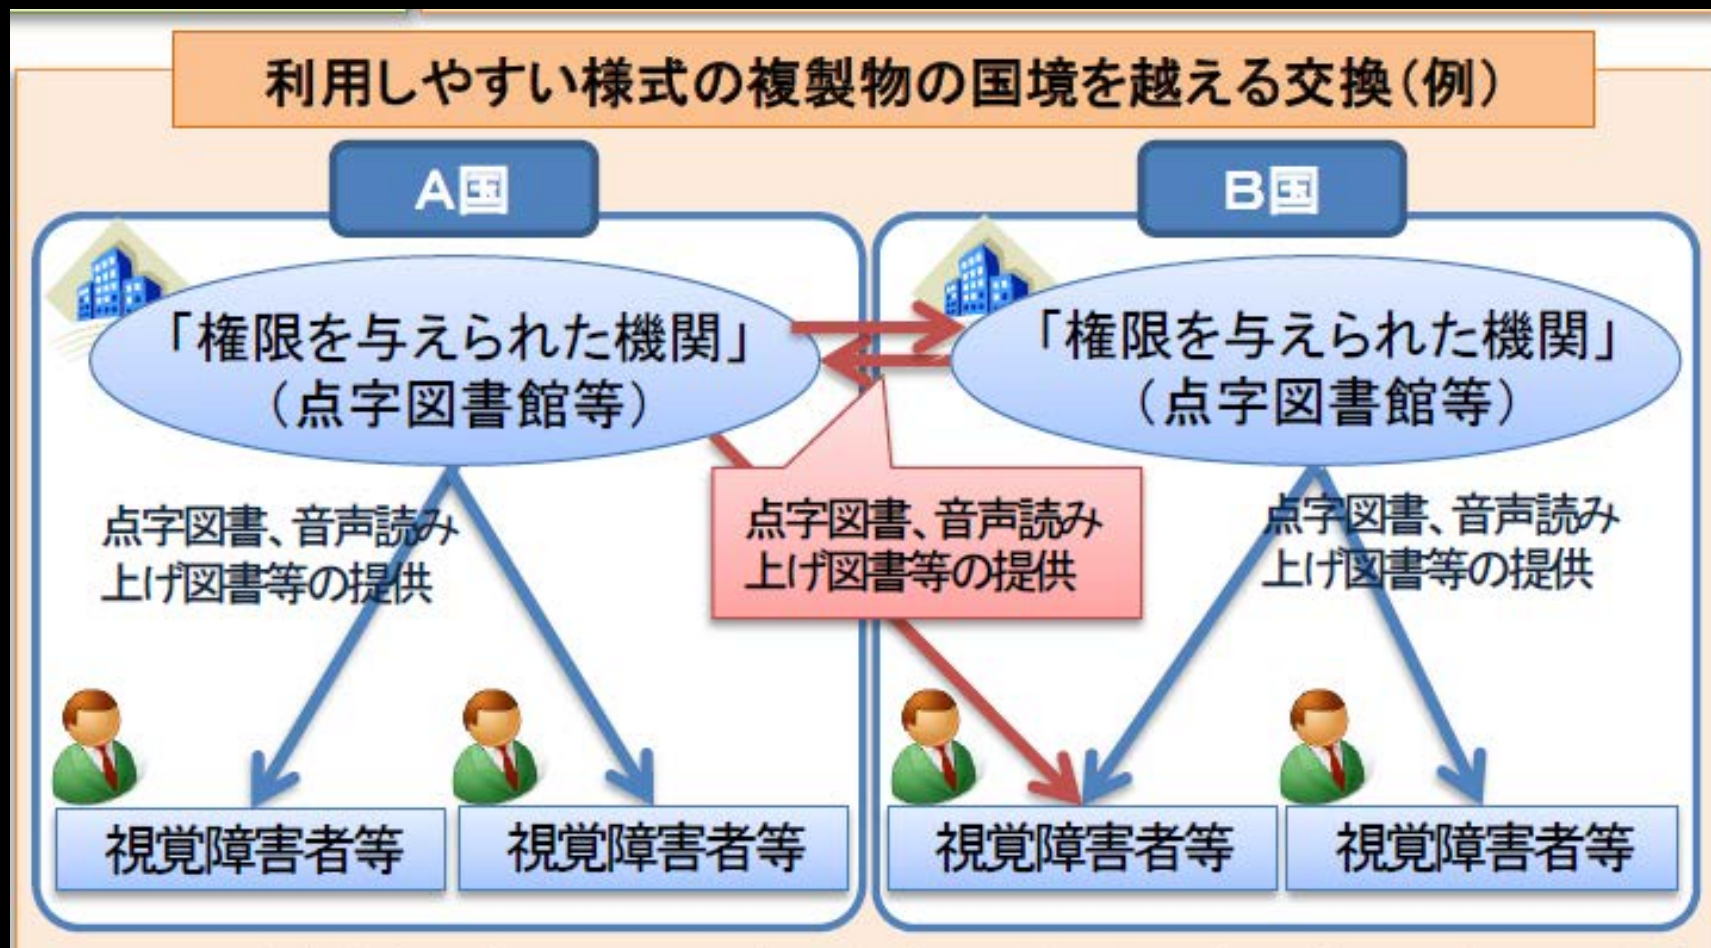 利用しやすい様式の複製物の国境を越える交換（例）
A国
「権限を与えられた機関」
（点字図書館等）
点字図書、音声読み
上げ図書等の提供
視覚障害者等
視覚障害者等
点字図書、音声読み
上げ図書等の提供
B国
「権限を与えられた機関」
（点字図書館等）
点字図書、音声読み
上げ図書等の提供
視覚障害者等
視覚障害者等